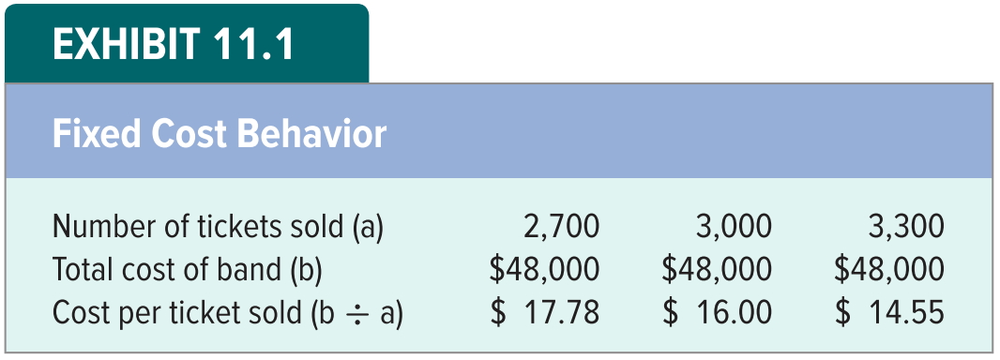 EXHIBIT 11.1
Fixed Cost Behavior
Number of tickets sold (a) 2,700 3,000 3,300
Total cost of band (b) $48,000 $48,000 $48,000
Cost per ticket sold (b ÷ a) $ 17.78 $ 16.00 $ 14.55